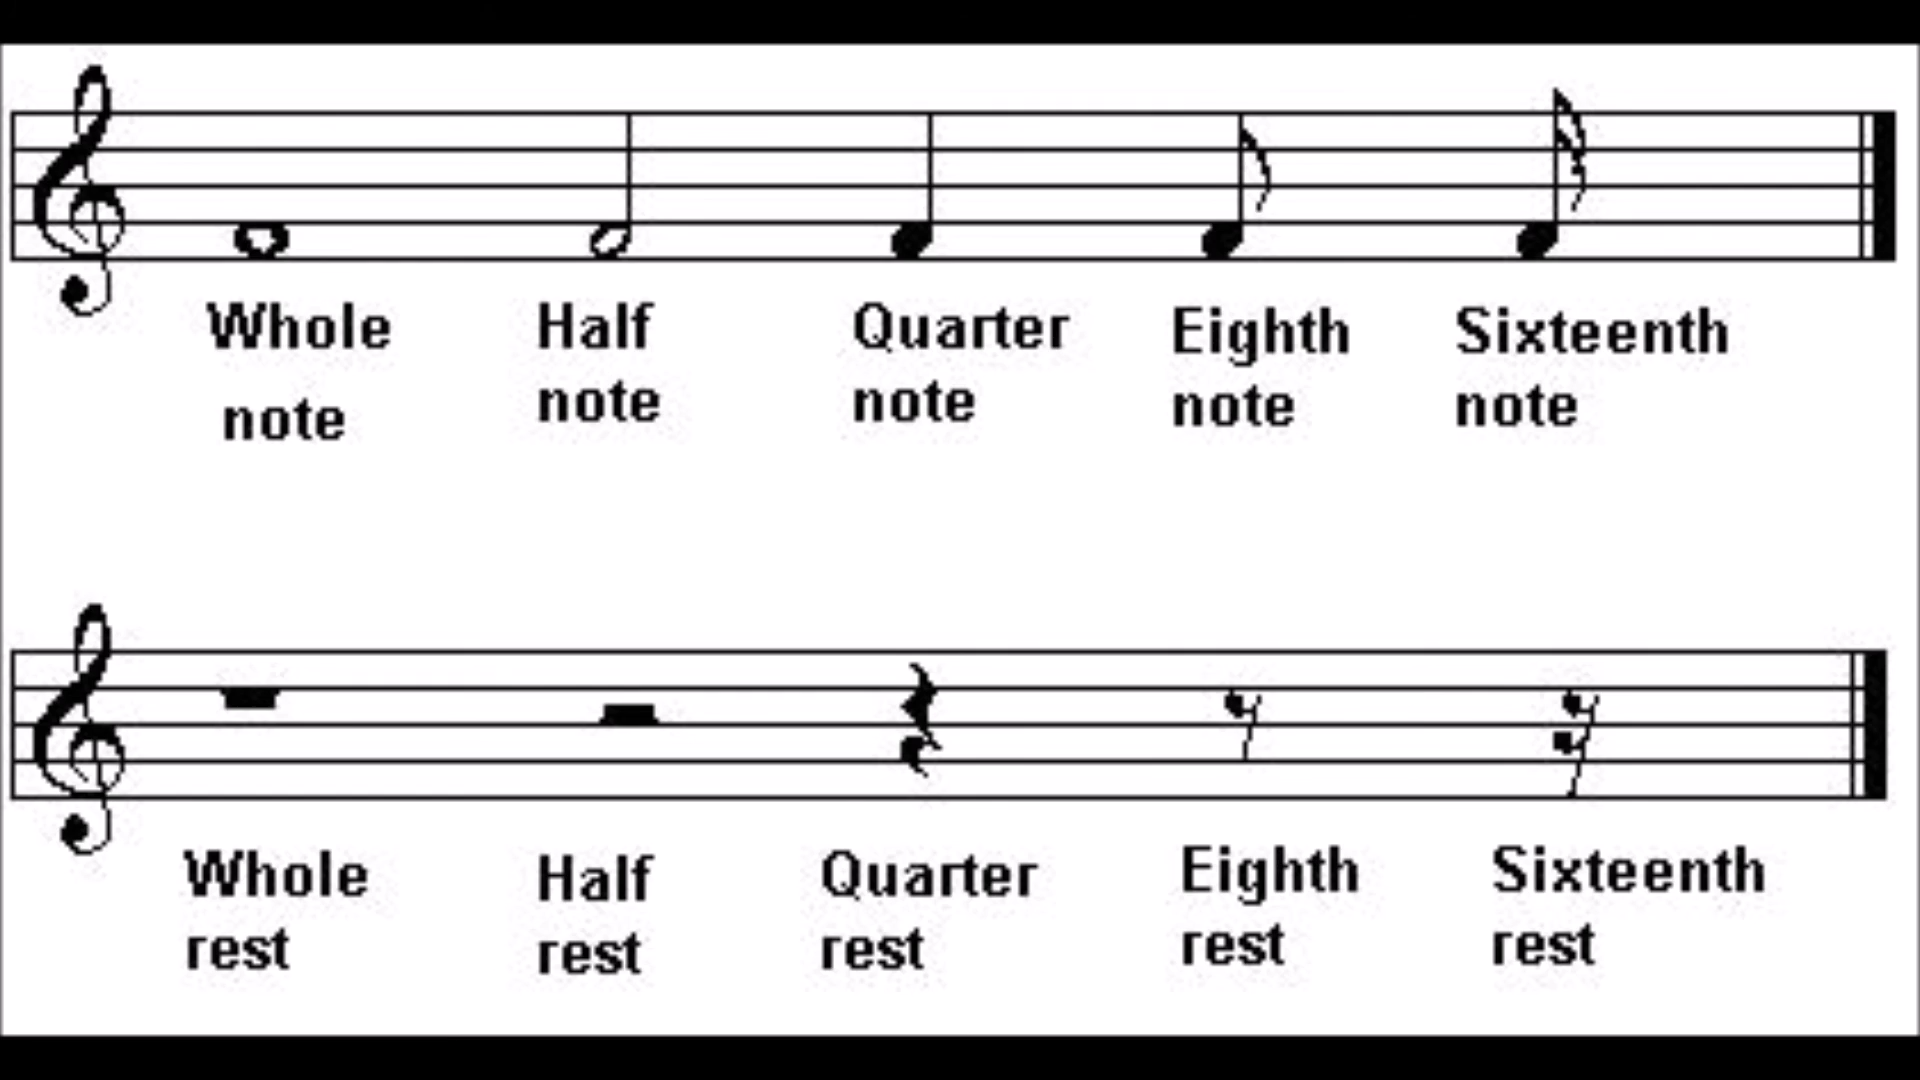 Whole Half Quarter Eighth Sixteenth
note note note note note
Whole Half Quarter Eighth Sixteenth
rest rest rest rest rest